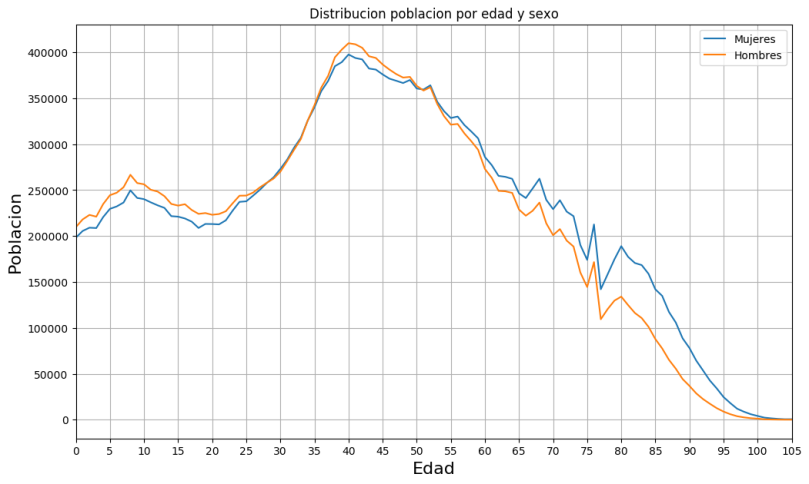 Distribucion poblacion por edad y sexo
Mujeres
Hombres
Poblacion
400000
350000
300000
250000
200000
150000
100000
50000
0
0 5 10 15 20 25 30 35 40 45 50 55 60 65 70 75 80 85 90 95 100 105
Edad